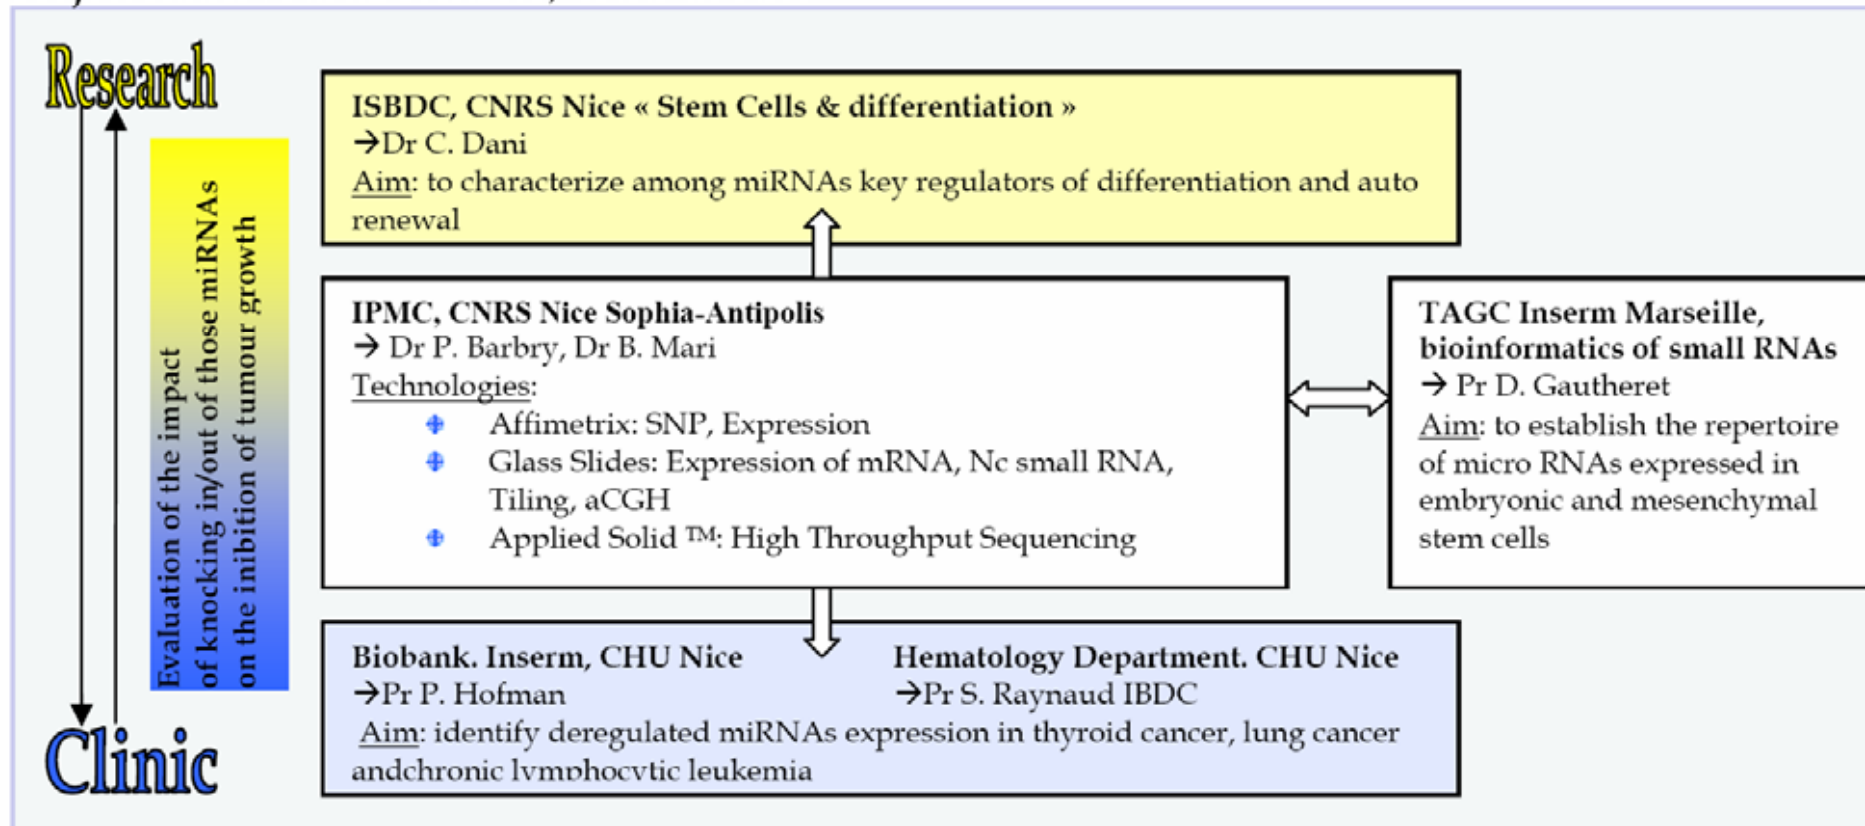 Research
ISBDC, CNRS Nice « Stem Cells & differentiation »
→Dr C. Dani
Aim: to characterize among miRNAs key regulators of differentiation and auto
renewal
Evaluation of the impact
of knocking in/out of those miRNAs
on the inibition of tumour growth
IPMC, CNRS Nice Sophia-Antipolis
→ Dr P. Barbry, Dr B. Mari
Technologies:
Affimetrix: SNP, Expression
Glass Slides: Expression of mRNA, Nc small RNA,
Tiling, aCGH
Applied Solid ™: High Throughput Sequencing
TAGC Inserm Marseille,
bioinformatics of small RNAs
→ Pr D. Gautheret
Aim: to establish the repertoire
of micro RNAs expressed in
embryonic and mesenchymal
stem cells
Biobank. Inserm, CHU Nice
→Pr P. Hofman
Hematology Department. CHU Nice
→Pr S. Raynaud IBDC
Aim: identify deregulated miRNAs expression in thyroid cancer, lung cancer
andchronic lymphocytic leukemia
Clinic